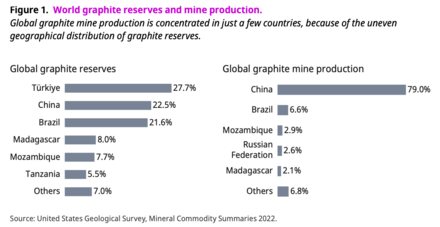 Figure 1. World graphite reserves and mine production.
Global graphite mine production is concentrated in just a few countries, because of the uneven
geographical distribution of graphite reserves.
Global graphite reserves
Türkiye 27.7%
China 22.5%
Brazil 21.6%
Madagascar 8.0%
Mozambique 7.7%
Tanzania 5.5%
Others 7.0%
Global graphite mine production
China 79.0%
Brazil 6.6%
Mozambique 2.9%
Russian
Federation 2.6%
Madagascar 2.1%
Others 6.8%
Source: United States Geological Survey, Mineral Commodity Summaries 2022.